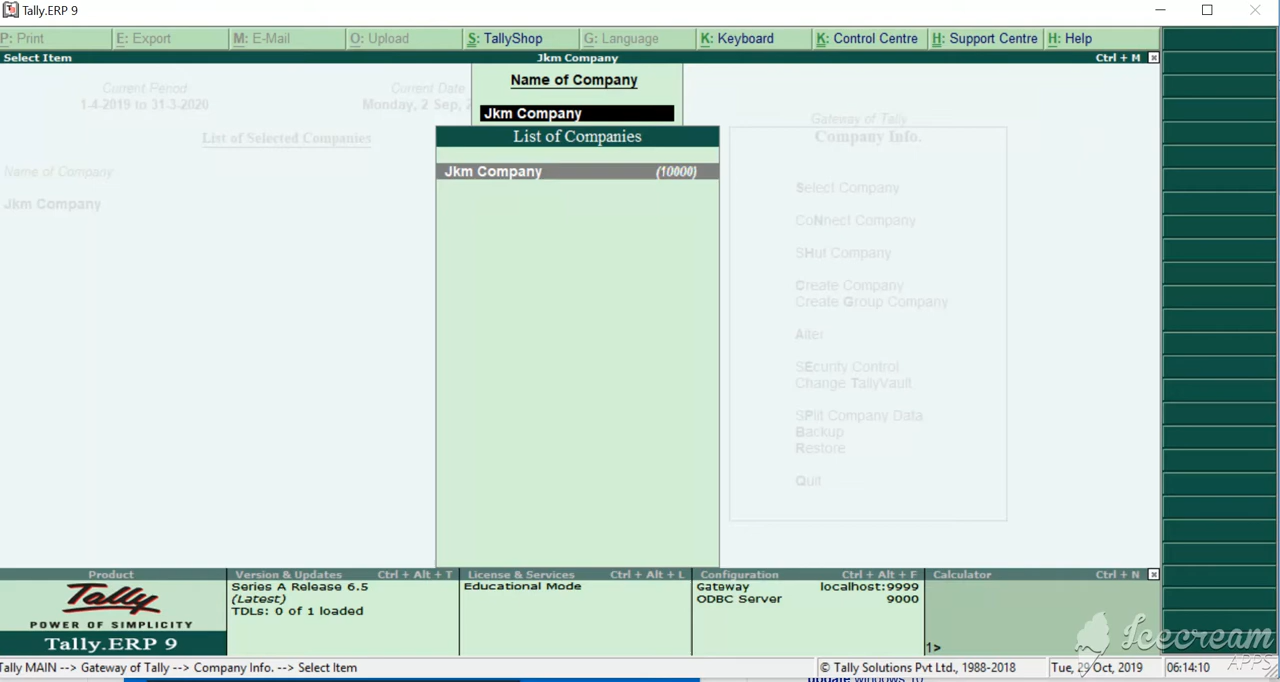 Tally.ERP 9
P: Print E: Export M: E-Mail O: Upload S: TallyShop G: Language K: Keyboard K: Control Centre H: Support Centre H: Help
Select Item Jkm Company Ctrl + M
Current Period Current Date
1-4-2019 to 31-3-2020 Monday, 2 Sep, 2
Name of Company
Jkm Company
List of Selected Companies
Name of Company
Jkm Company
List of Companies
Jkm Company (10000)
Gateway of Tally
Company Info.
Select Company
CoNnect Company
SHut Company
Create Company
Create Group Company
Alter
SEcurity Control
Change TallyVault
SPlit Company Data
Backup
Restore
Quit
Product
Tally
POWER OF SIMPLICITY
Tally.ERP 9
Version & Updates Ctrl + Alt + T
Series A Release 6.5
(Latest)
TDLs: 0 of 1 loaded
License & Services Ctrl + Alt + L
Educational Mode
Configuration Ctrl + Alt + F
Gateway localhost:9999
ODBC Server 9000
Calculator Ctrl + N
1>
Icecream
APPS
Tally MAIN --> Gateway of Tally --> Company Info. --> Select Item © Tally Solutions Pvt Ltd., 1988-2018 Tue, 29 Oct, 2019 06:14:10
update windows 10